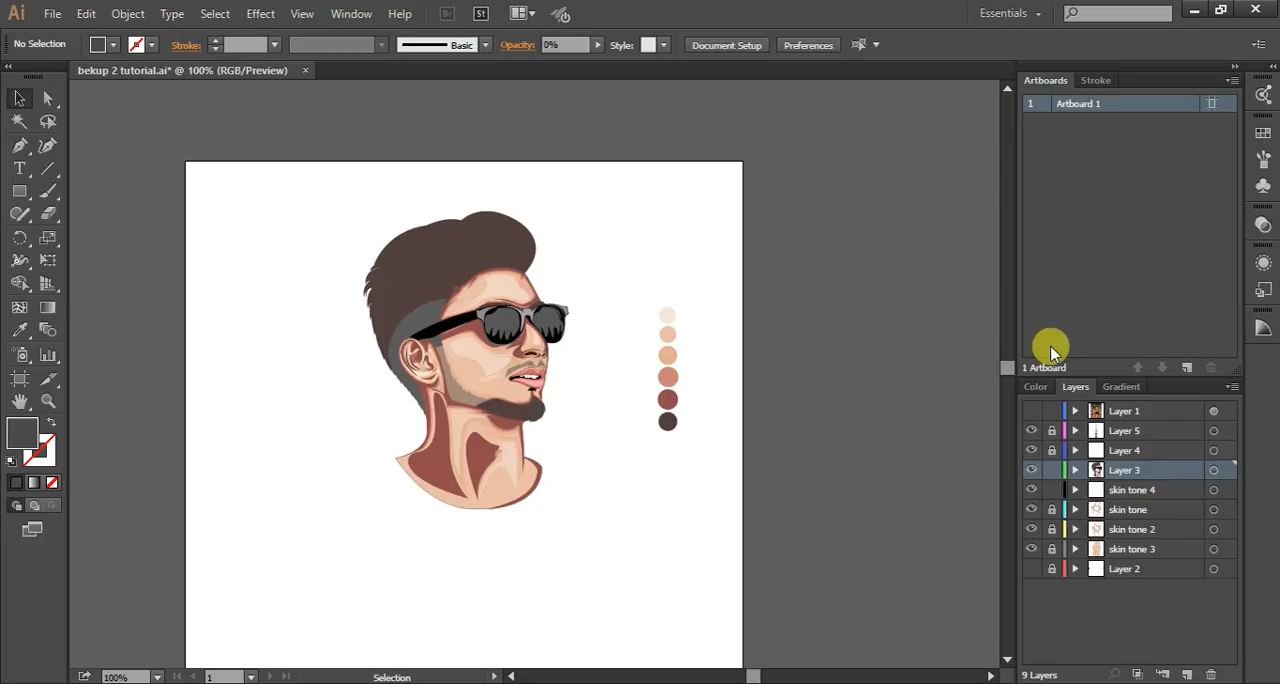 Ai File Edit Object Type Select Effect View Window Help Br St Essentials
No Selection Stroke: Basic Opacity: 0% Style: Document Setup Preferences
bekup 2 tutorial.ai* @ 100% (RGB/Preview) ×
Artboards Stroke
1 Artboard 1
1 Artboard
Color Layers Gradient
Layer 1
Layer 5
Layer 4
Layer 3
skin tone 4
skin tone
skin tone 2
skin tone 3
Layer 2
100% 1 Selection 9 Layers